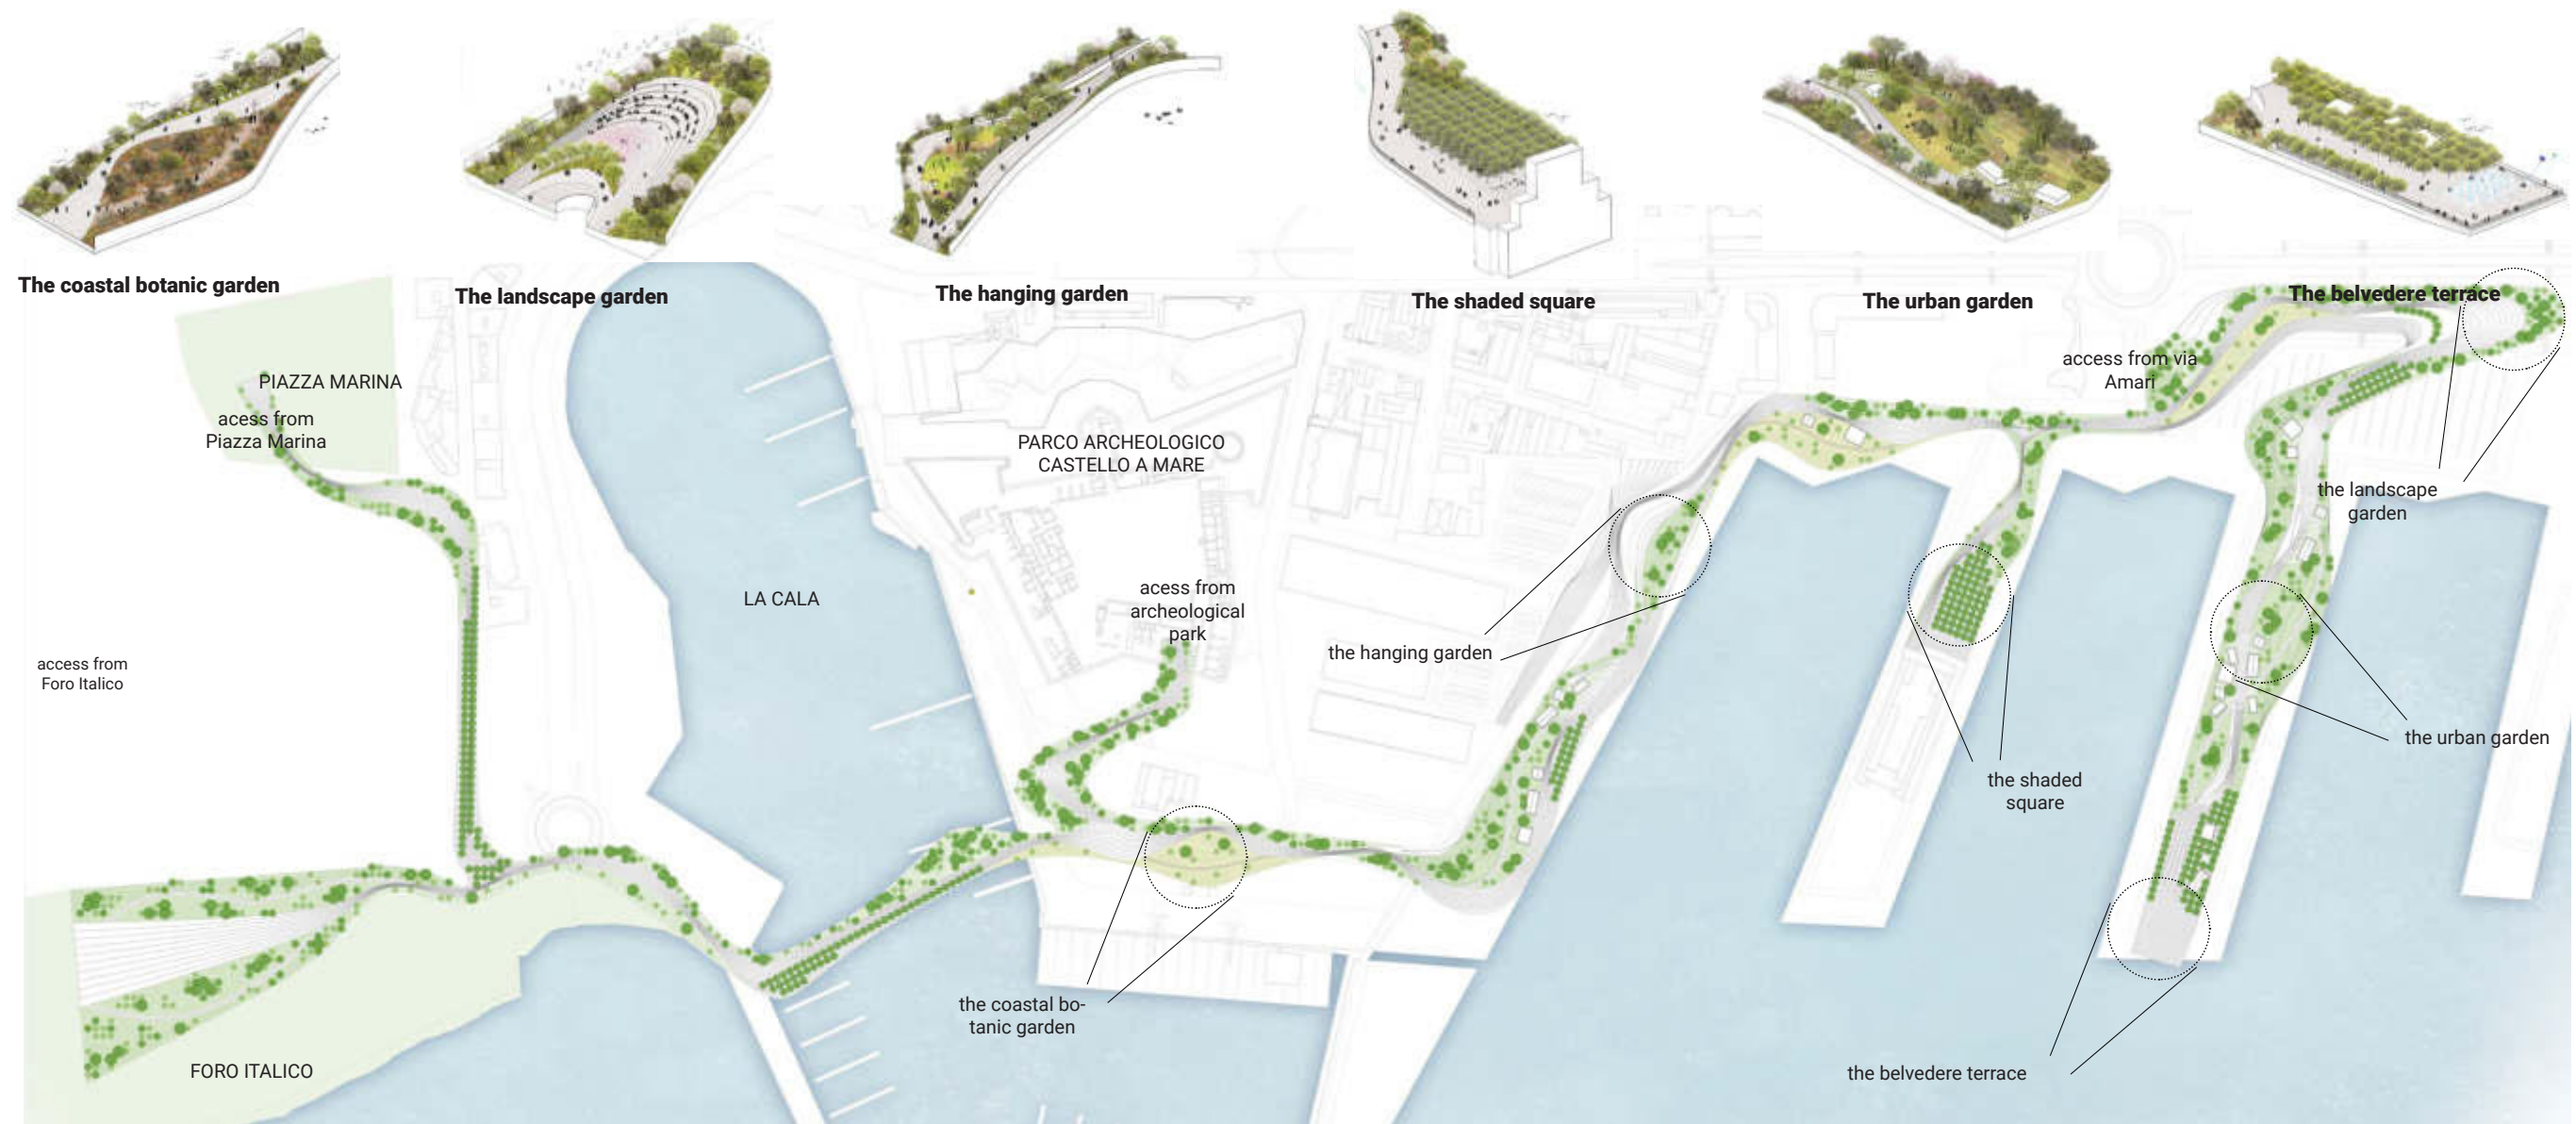 The coastal botanic garden
The landscape garden
The hanging garden
The shaded square
The urban garden
The belvedere terrace
PIAZZA MARINA
acess from
Piazza Marina
access from
Foro Italico
FORO ITALICO
LA CALA
PARCO ARCHEOLOGICO
CASTELLO A MARE
acess from
archeological
park
the coastal bo-
tanic garden
the hanging garden
access from via
Amari
the shaded
square
the landscape
garden
the urban garden
the belvedere terrace